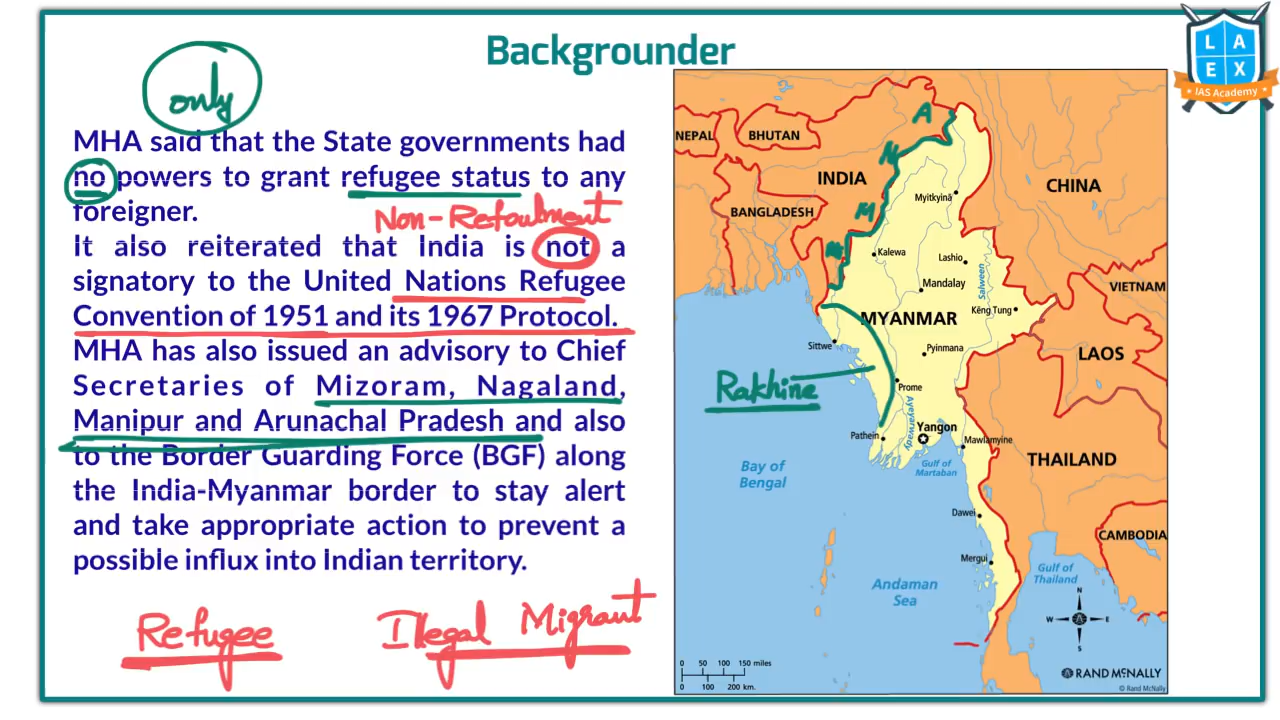 Backgrounder
L A
E X
IAS Academy
only
MHA said that the State governments had
no powers to grant refugee status to any
foreigner.
Non-Refoulment
It also reiterated that India is not a
signatory to the United Nations Refugee
Convention of 1951 and its 1967 Protocol.
MHA has also issued an advisory to Chief
Secretaries of Mizoram, Nagaland,
Manipur and Arunachal Pradesh and also
to the Border Guarding Force (BGF) along
the India-Myanmar border to stay alert
and take appropriate action to prevent a
possible influx into Indian territory.
Refugee
Illegal Migrant
NEPAL
BHUTAN
A
N
INDIA
CHINA
Myitkyinä
BANGLADESH
M
M
Kalewa
Lashio
Salween
Mandalay
VIETNAM
Këng Tung
MYANMAR
Sittwe
Pyinmana
LAOS
Rakhine
Prome
Ayeyarwady
Pathein
Yangon
Mawlamyine
Bay of
Bengal
Gulf of
Martaban
THAILAND
Dawei
CAMBODIA
Mergui
Andaman
Sea
Gulf of
Thailand
N
W E
S
0 50 100 150 miles
0 100 200 km.
RAND McNALLY
© Rand McNally